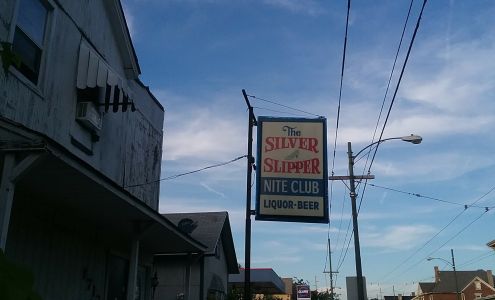 The
SILVER
SLIPPER
NITE CLUB
LIQUOR-BEER